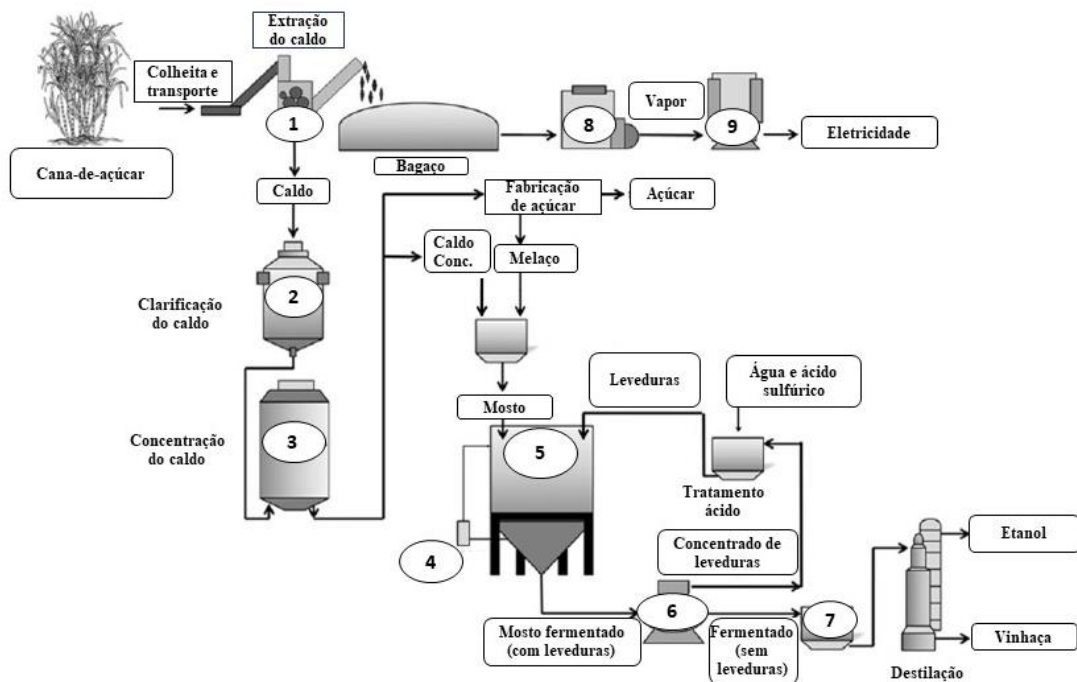 Extração
do caldo
Colheita e
transporte
1
Cana-de-açúcar
Bagaço
8
Vapor
9
Eletricidade
Caldo
Fabricação
de açúcar
Açúcar
Caldo
Conc.
Melaço
2
Clarificação
do caldo
Leveduras
Água e ácido
sulfúrico
Mosto
3
Concentração
do caldo
5
Tratamento
ácido
4
Concentrado de
leveduras
Etanol
6
7
Mosto fermentado
(com leveduras)
Fermentado
(sem
leveduras)
Vinhaça
Destilação